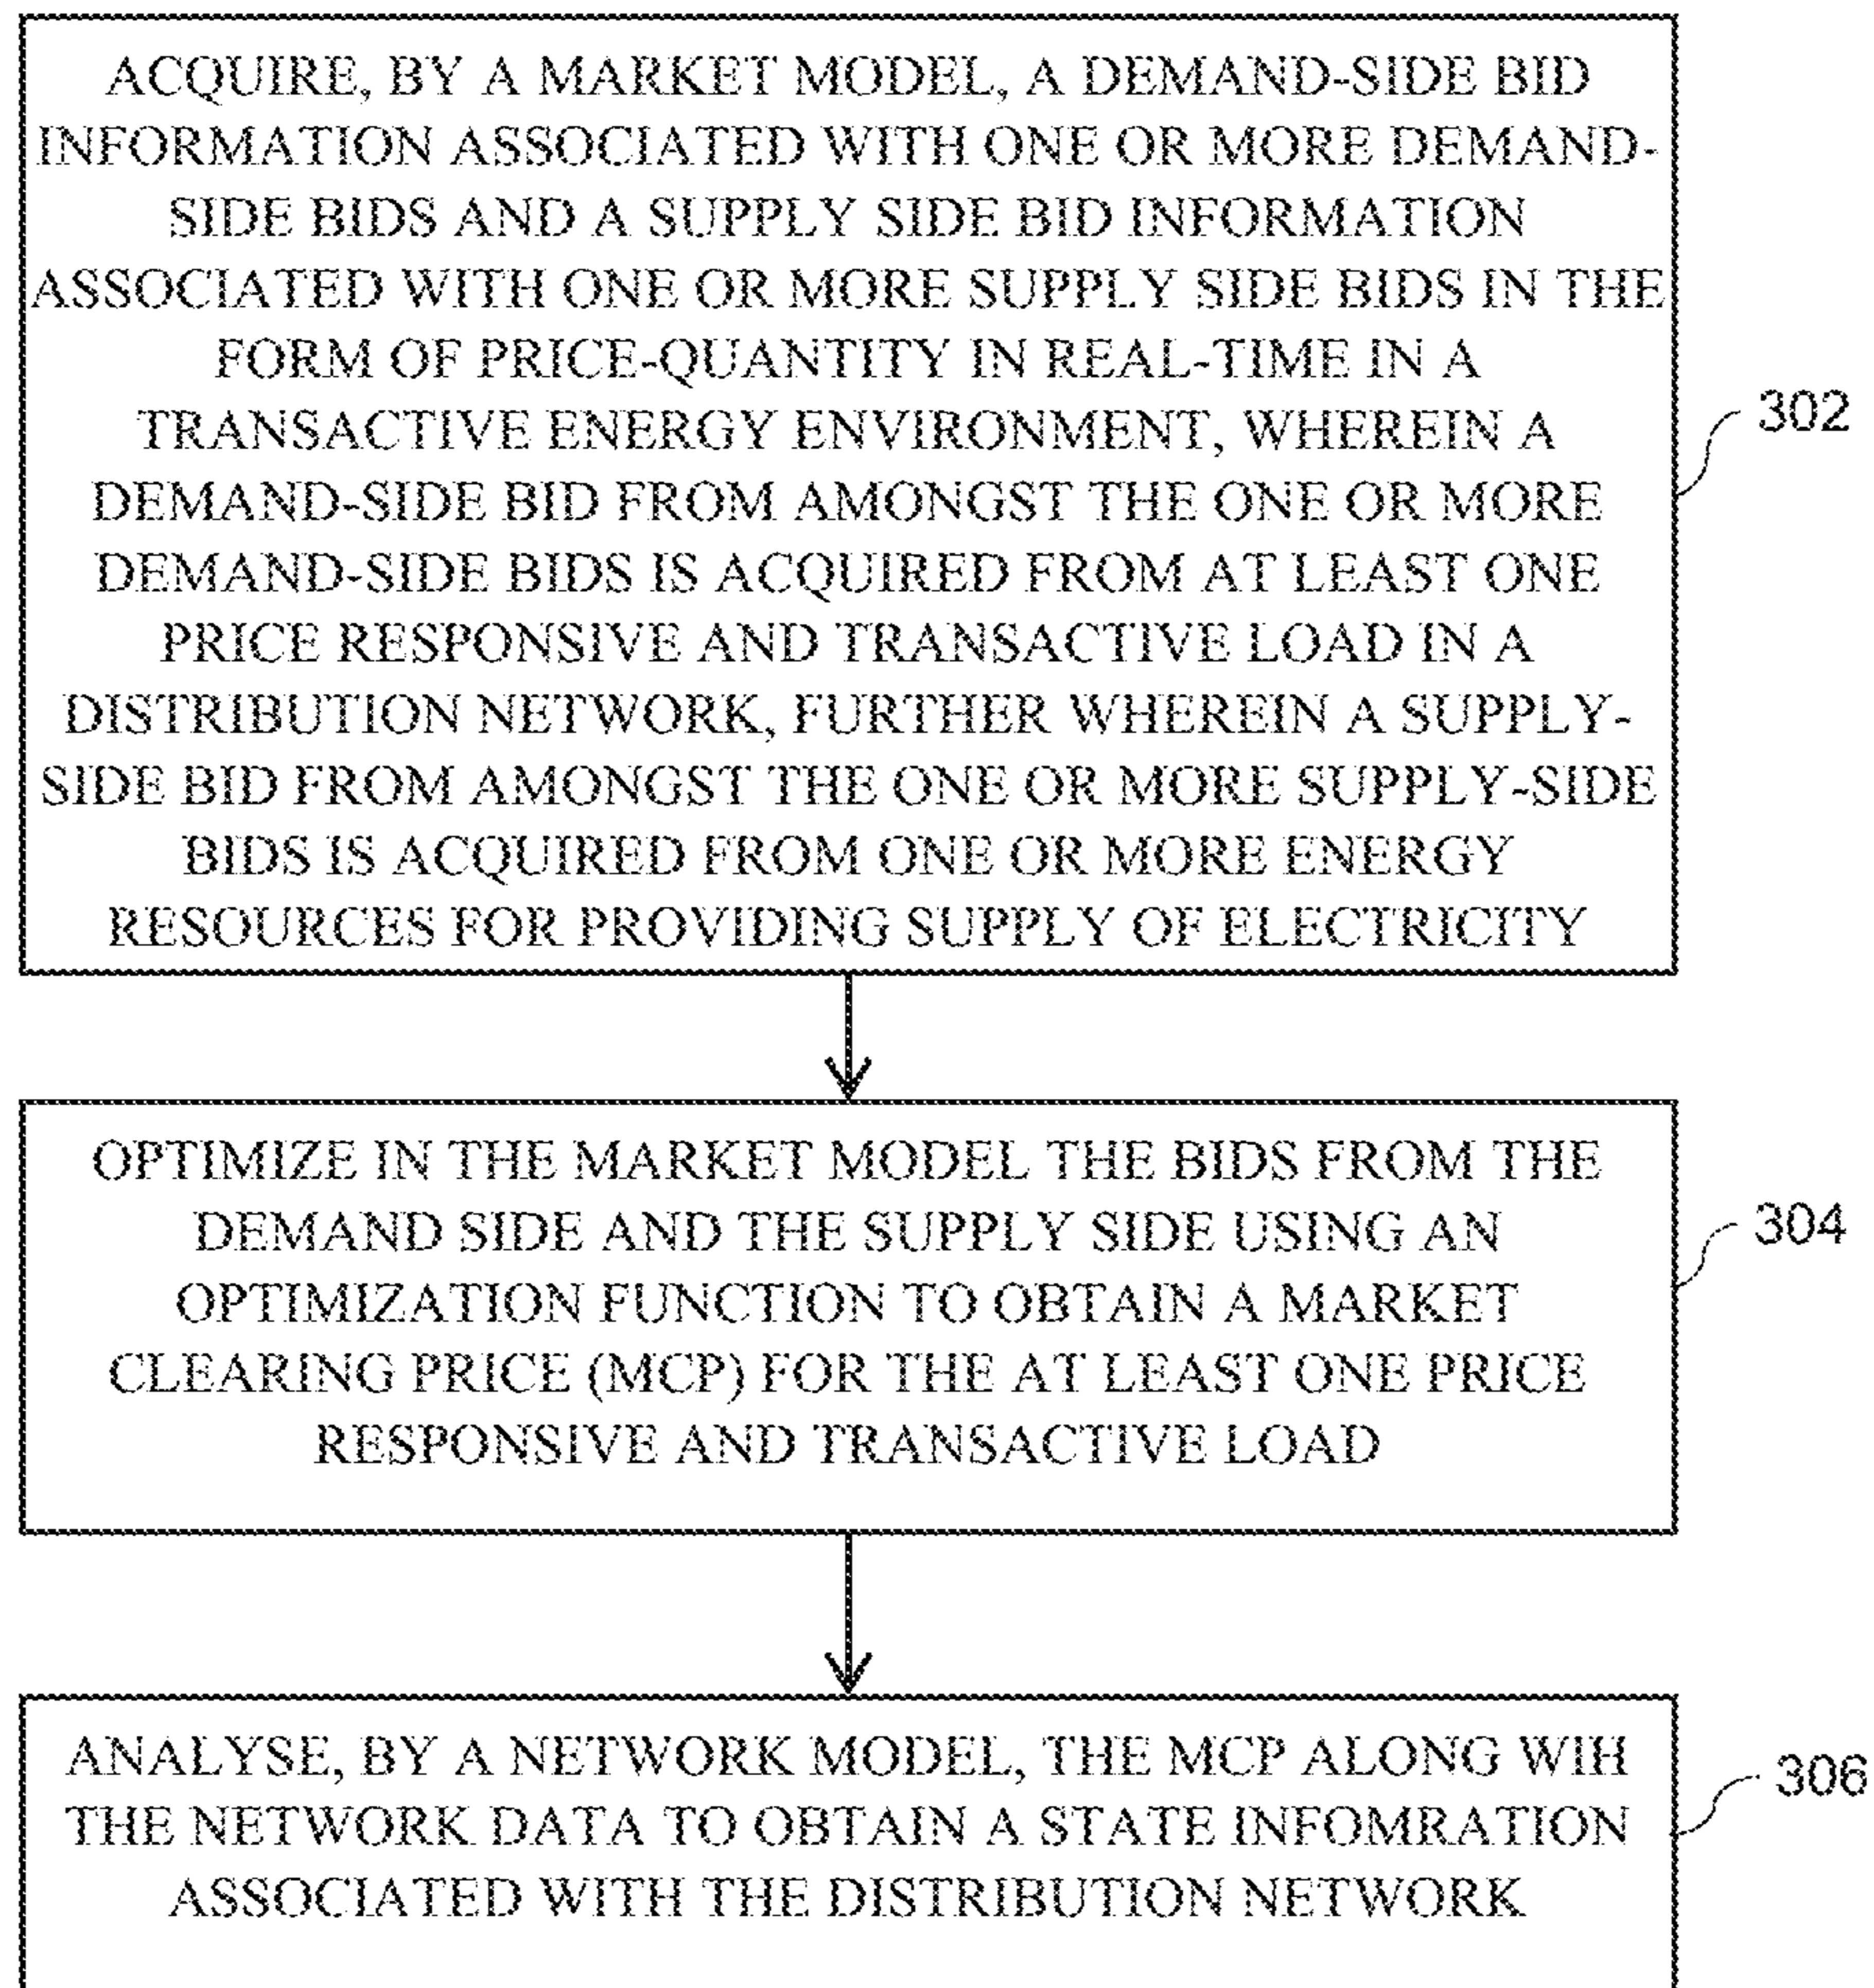 ACQUIRE, BY A MARKET MODEL, A DEMAND-SIDE BID
INFORMATION ASSOCIATED WITH ONE OR MORE DEMAND-
SIDE BIDS AND A SUPPLY SIDE BID INFORMATION
ASSOCIATED WITH ONE OR MORE SUPPLY SIDE BIDS IN THE
FORM OF PRICE-QUANTITY IN REAL-TIME IN A
TRANSACTIVE ENERGY ENVIRONMENT, WHEREIN A
DEMAND-SIDE BID FROM AMONGST THE ONE OR MORE
DEMAND-SIDE BIDS IS ACQUIRED FROM AT LEAST ONE
PRICE RESPONSIVE AND TRANSACTIVE LOAD IN A
DISTRIBUTION NETWORK, FURTHER WHEREIN A SUPPLY-
SIDE BID FROM AMONGST THE ONE OR MORE SUPPLY-SIDE
BIDS IS ACQUIRED FROM ONE OR MORE ENERGY
RESOURCES FOR PROVIDING SUPPLY OF ELECTRICITY
302
OPTIMIZE IN THE MARKET MODEL THE BIDS FROM THE
DEMAND SIDE AND THE SUPPLY SIDE USING AN
OPTIMIZATION FUNCTION TO OBTAIN A MARKET
CLEARING PRICE (MCP) FOR THE AT LEAST ONE PRICE
RESPONSIVE AND TRANSACTIVE LOAD
304
ANALYSE, BY A NETWORK MODEL, THE MCP ALONG WIH
THE NETWORK DATA TO OBTAIN A STATE INFOMRATION
ASSOCIATED WITH THE DISTRIBUTION NETWORK
306